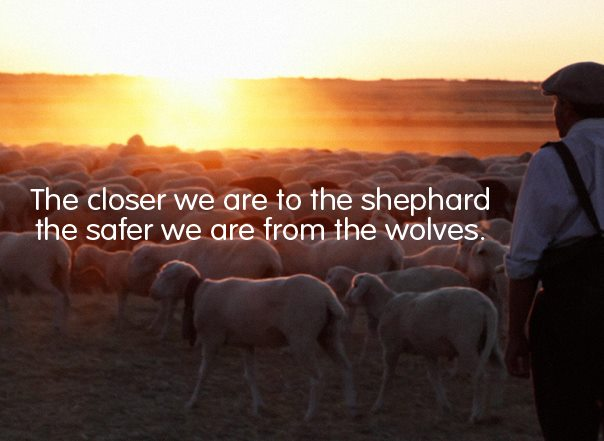 The closer we are to the shephard
the safer we are from the wolves.